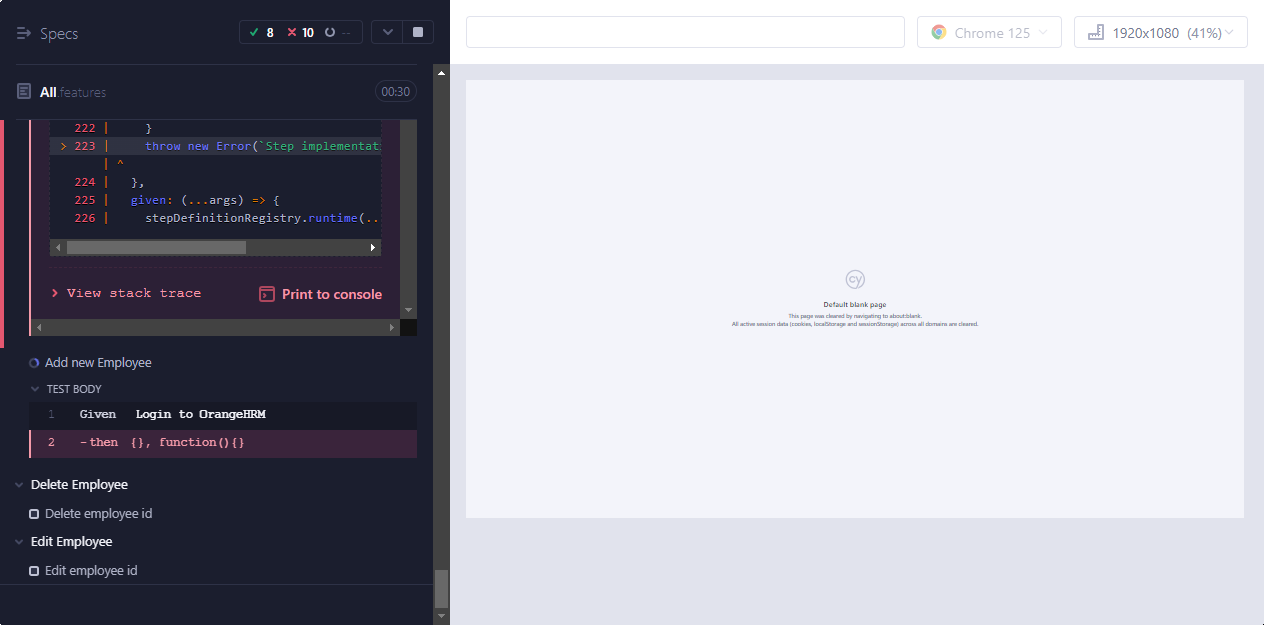 Specs
8 10 --
Chrome 125
1920x1080 (41%)
All.features
00:30
222 | }
> 223 | throw new Error(`Step implementat
| ^
224 | },
225 | given: (...args) => {
226 | stepDefinitionRegistry.runtime(..
View stack trace
Print to console
Add new Employee
TEST BODY
1 Given Login to OrangeHRM
2 -then {}, function(){}
Delete Employee
Delete employee id
Edit Employee
Edit employee id
cy
Default blank page
This page was cleared by navigating to about:blank.
All active session data (cookies, localStorage and sessionStorage) across all domains are cleared.